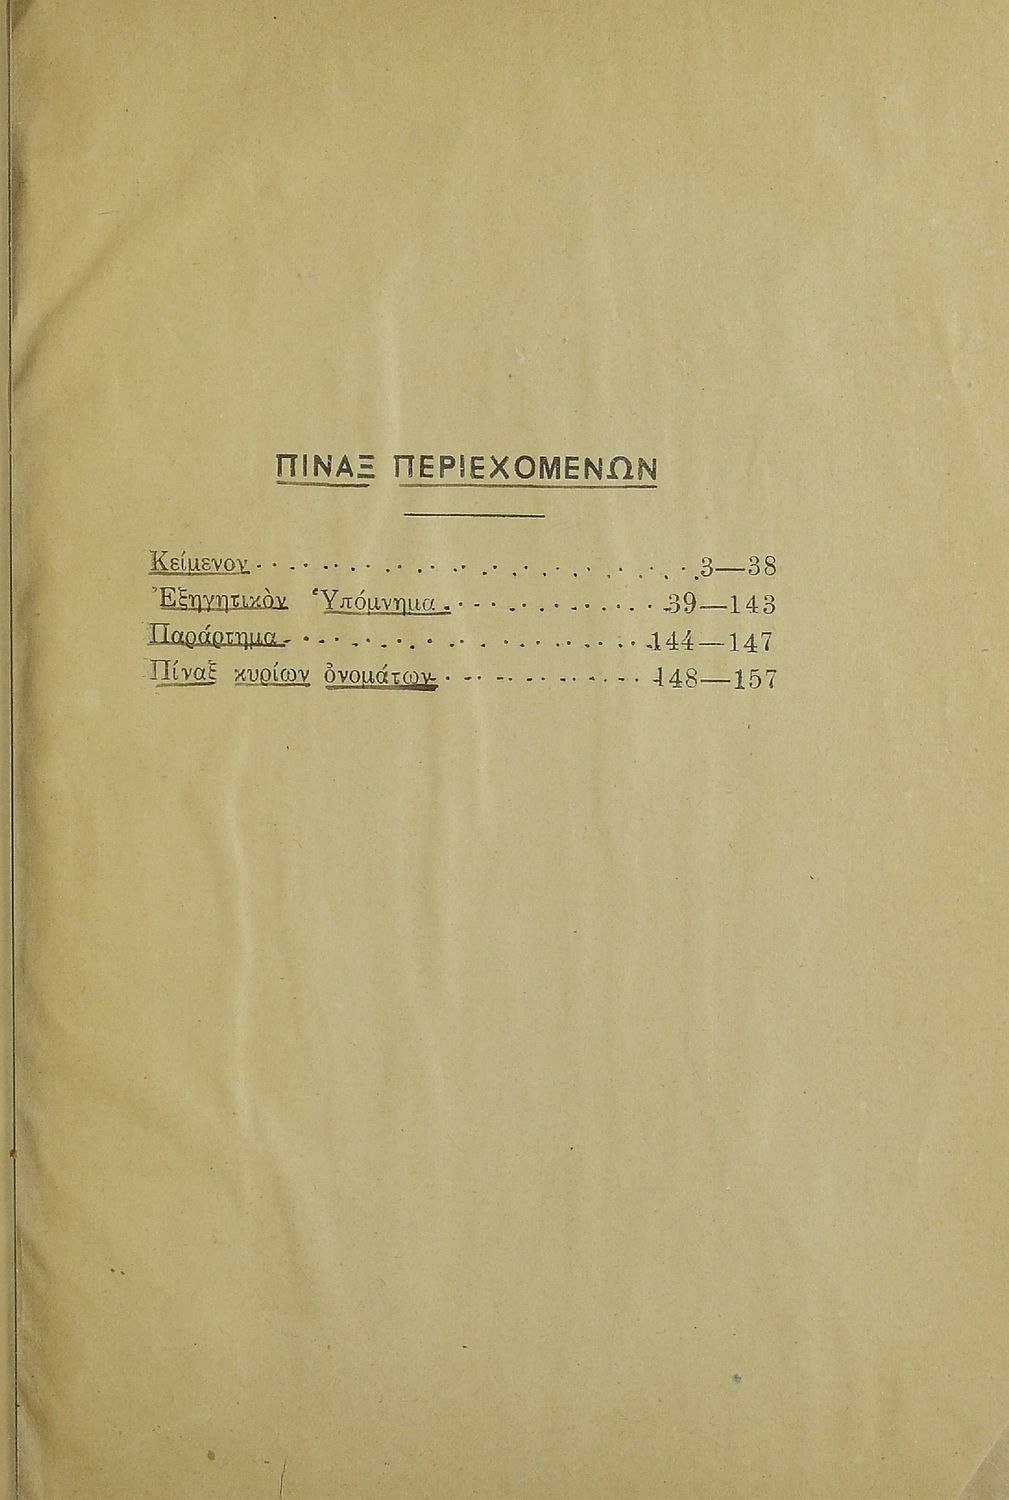 ΠΙΝΑΞ ΠΕΡΙΕΧΟΜΕΝΩΝ
Κείμενον 3—38
Ἐξηγητικὸν Ὑπόμνημα 39—143
Παράρτημα 144—147
Πίναξ κυρίων ὀνομάτων 148—157